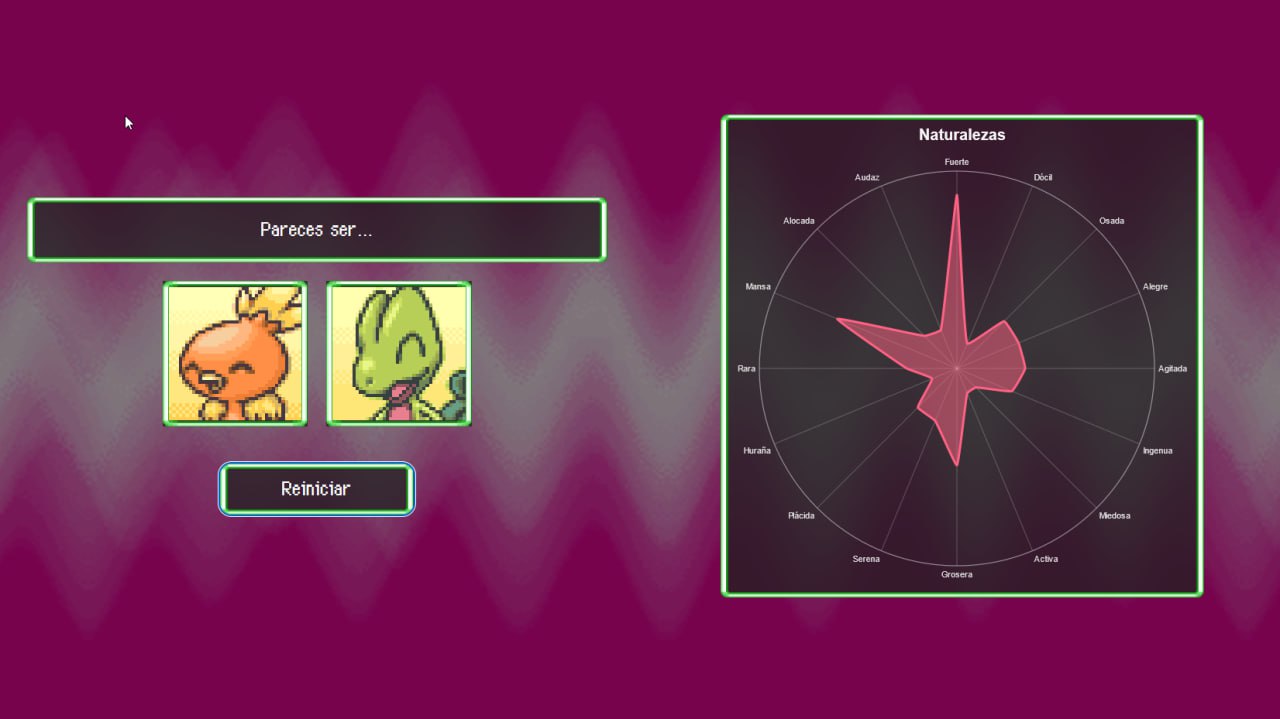 Pareces ser...
Reiniciar
Naturalezas
Fuerte
Dócil
Osada
Alegre
Agitada
Ingenua
Miedosa
Activa
Grosera
Serena
Plácida
Huraña
Rara
Mansa
Alocada
Audaz